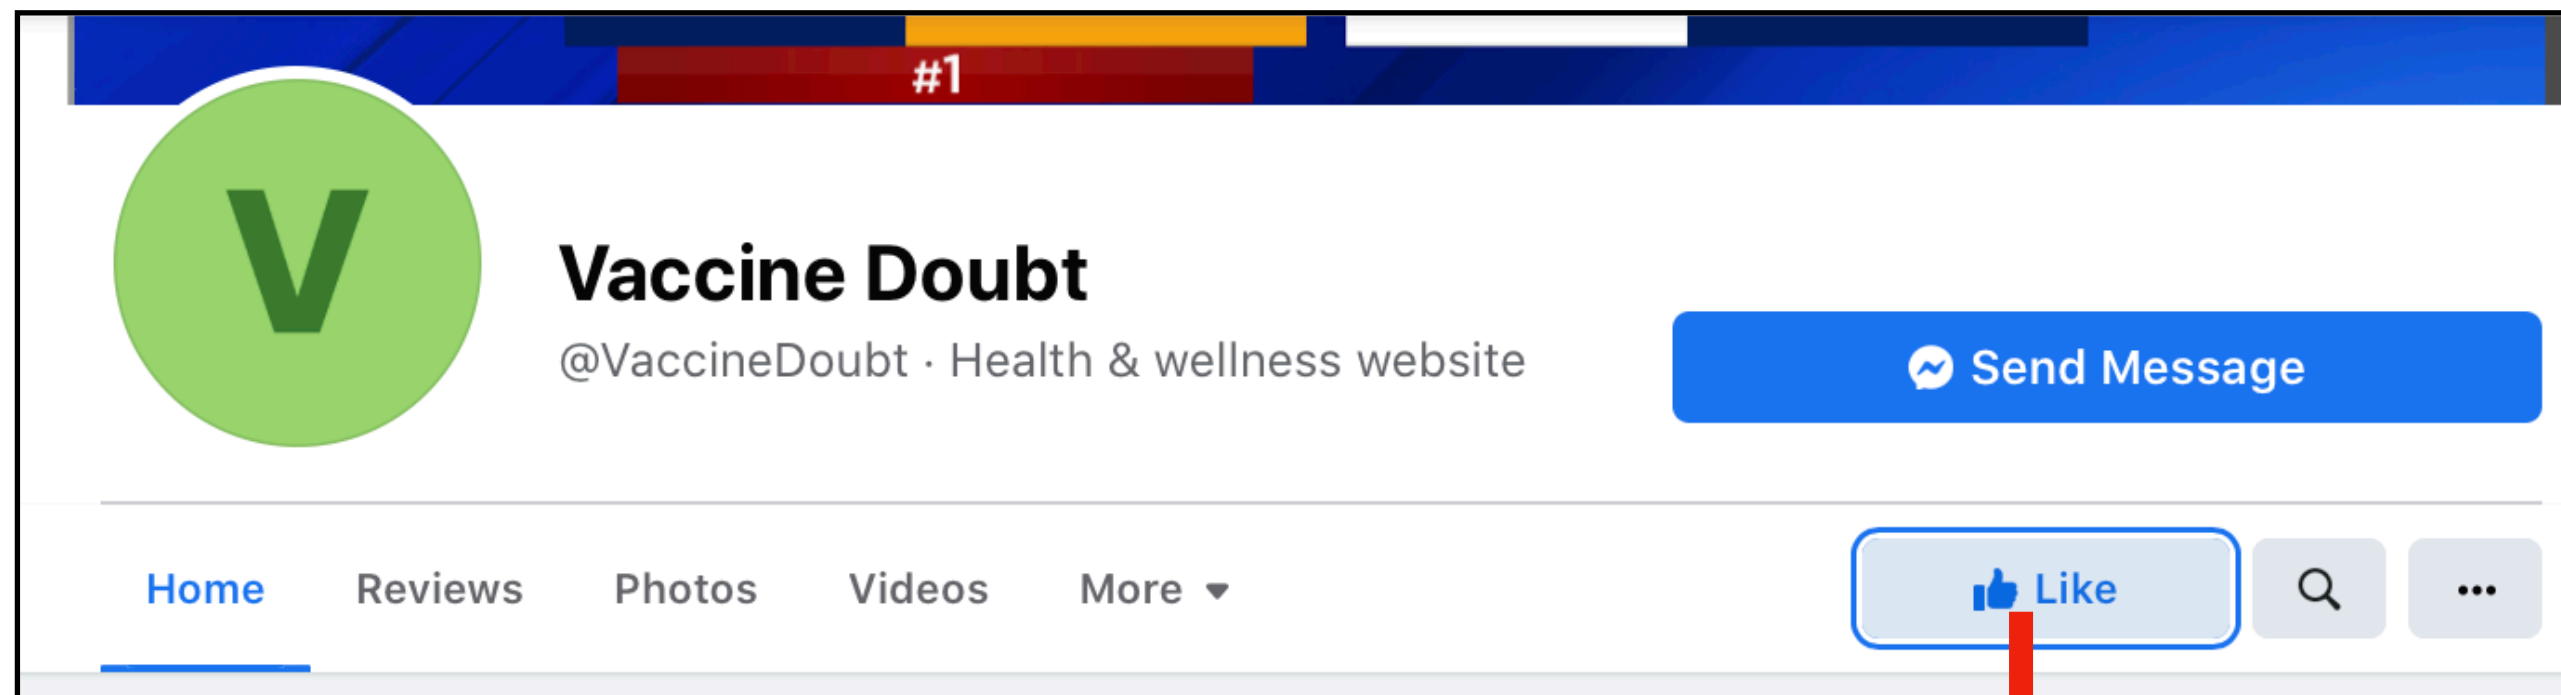 #1
V
Vaccine Doubt
@VaccineDoubt · Health & wellness website
Send Message
Home Reviews Photos Videos More Like